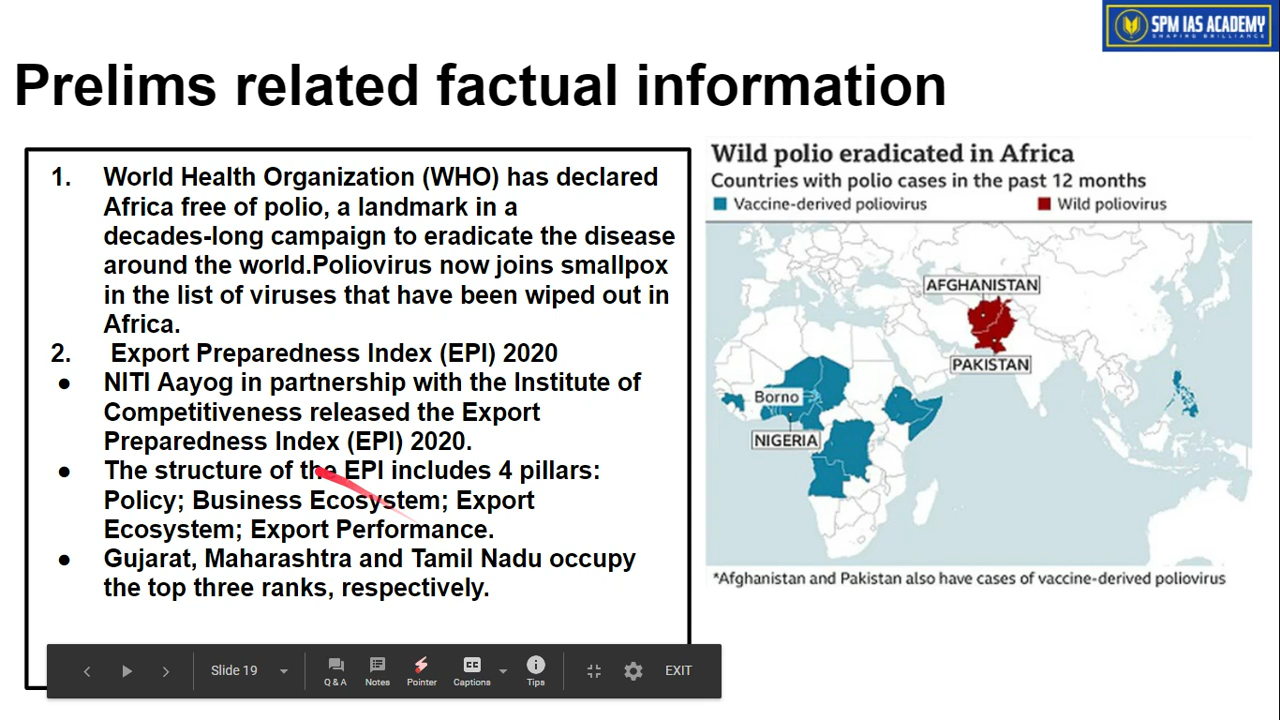 SPM IAS ACADEMY
SHAPING BRILLIANCE
Prelims related factual information
1. World Health Organization (WHO) has declared
Africa free of polio, a landmark in a
decades-long campaign to eradicate the disease
around the world.Poliovirus now joins smallpox
in the list of viruses that have been wiped out in
Africa.
2. Export Preparedness Index (EPI) 2020
● NITI Aayog in partnership with the Institute of
Competitiveness released the Export
Preparedness Index (EPI) 2020.
● The structure of the EPI includes 4 pillars:
Policy; Business Ecosystem; Export
Ecosystem; Export Performance.
● Gujarat, Maharashtra and Tamil Nadu occupy
the top three ranks, respectively.
Wild polio eradicated in Africa
Countries with polio cases in the past 12 months
Vaccine-derived poliovirus
Wild poliovirus
AFGHANISTAN
PAKISTAN
Borno
NIGERIA
*Afghanistan and Pakistan also have cases of vaccine-derived poliovirus
Slide 19
Q & A
Notes
Pointer
CC
Captions
Tips
EXIT